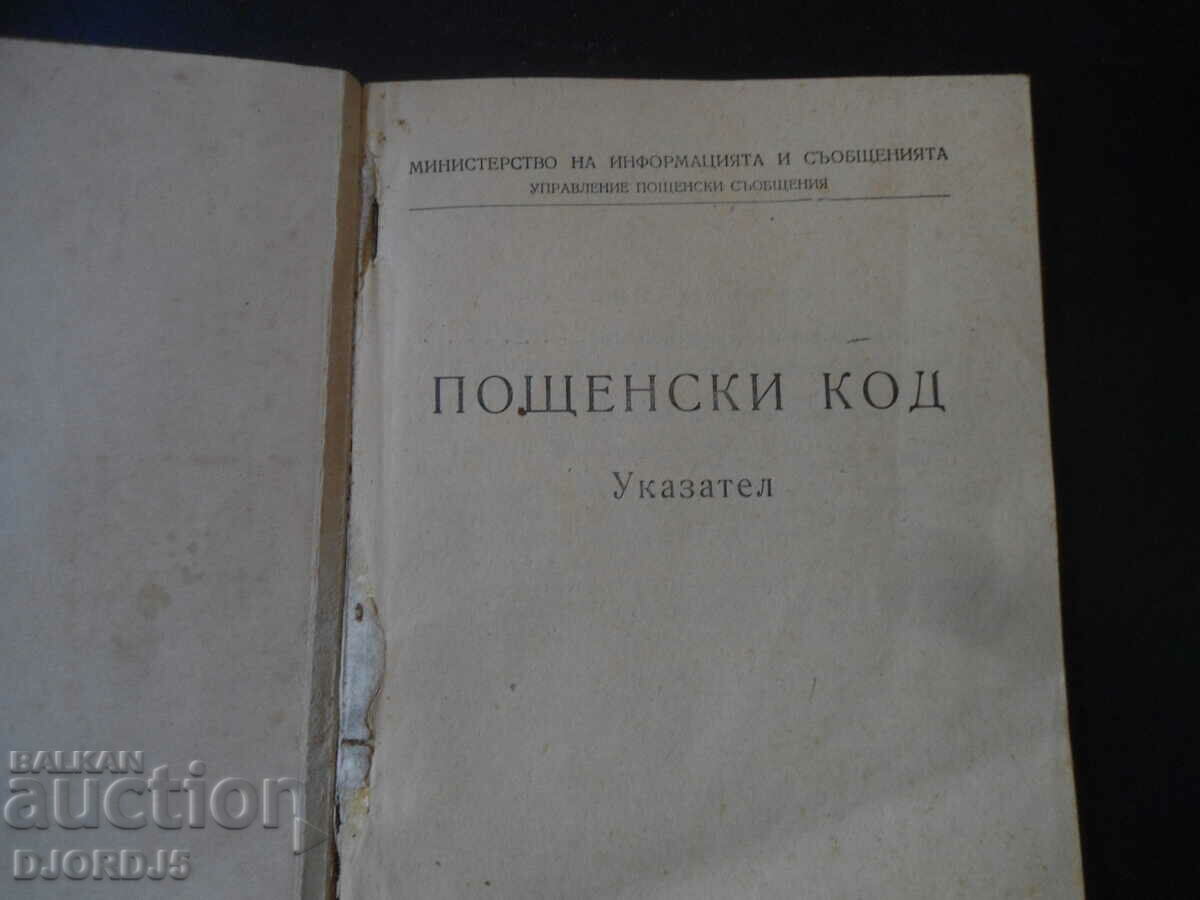 МИНИСТЕРСТВО НА ИНФОРМАЦИЯТА И СЪОБЩЕНИЯТА
УПРАВЛЕНИЕ ПОЩЕНСКИ СЪОБЩЕНИЯ
ПОЩЕНСКИ КОД
Указател
BALKAN
auction
DJORDJ5